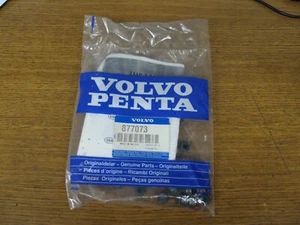 VOLVO
PENTA
VOLVO
877073
Originaldelar - Genuine Parts - Originalteile
Pièces d'origine - Ricambi Originali
Piezas Originales - Peças genuínas